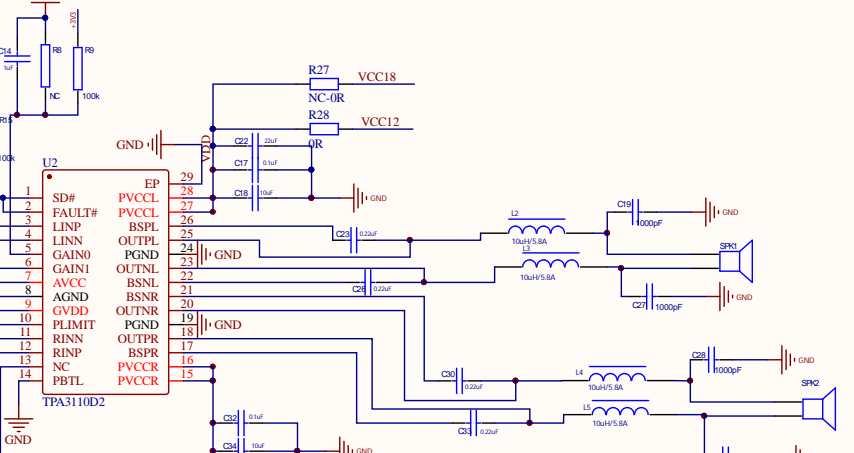 +3V3
C14
R8
R9
1uF
NC
100k
R15
100k
R27
NC-0R
VCC18
R28
0R
VCC12
GND
VDD
C22
22uF
C17
0.1uF
C18
10uF
GND
U2
EP
29
1
SD#
PVCCL
28
2
FAULT#
PVCCL
27
3
LINP
BSPL
26
4
LINN
OUTPL
25
5
GAIN0
PGND
24
GND
6
GAIN1
OUTNL
23
7
AVCC
BSNL
22
8
AGND
BSNR
21
9
GVDD
OUTNR
20
10
PLIMIT
PGND
19
GND
11
RINN
OUTPR
18
12
RINP
BSPR
17
13
NC
PVCCR
16
14
PBTL
PVCCR
15
TPA3110D2
GND
C23
0.22uF
C26
0.22uF
L2
10uH/5.8A
L3
10uH/5.8A
C19
1000pF
GND
SPK1
C27
1000pF
GND
C30
0.22uF
C33
0.22uF
L4
10uH/5.8A
L5
10uH/5.8A
C28
1000pF
GND
SPK2
C32
0.1uF
C34
10uF
GND